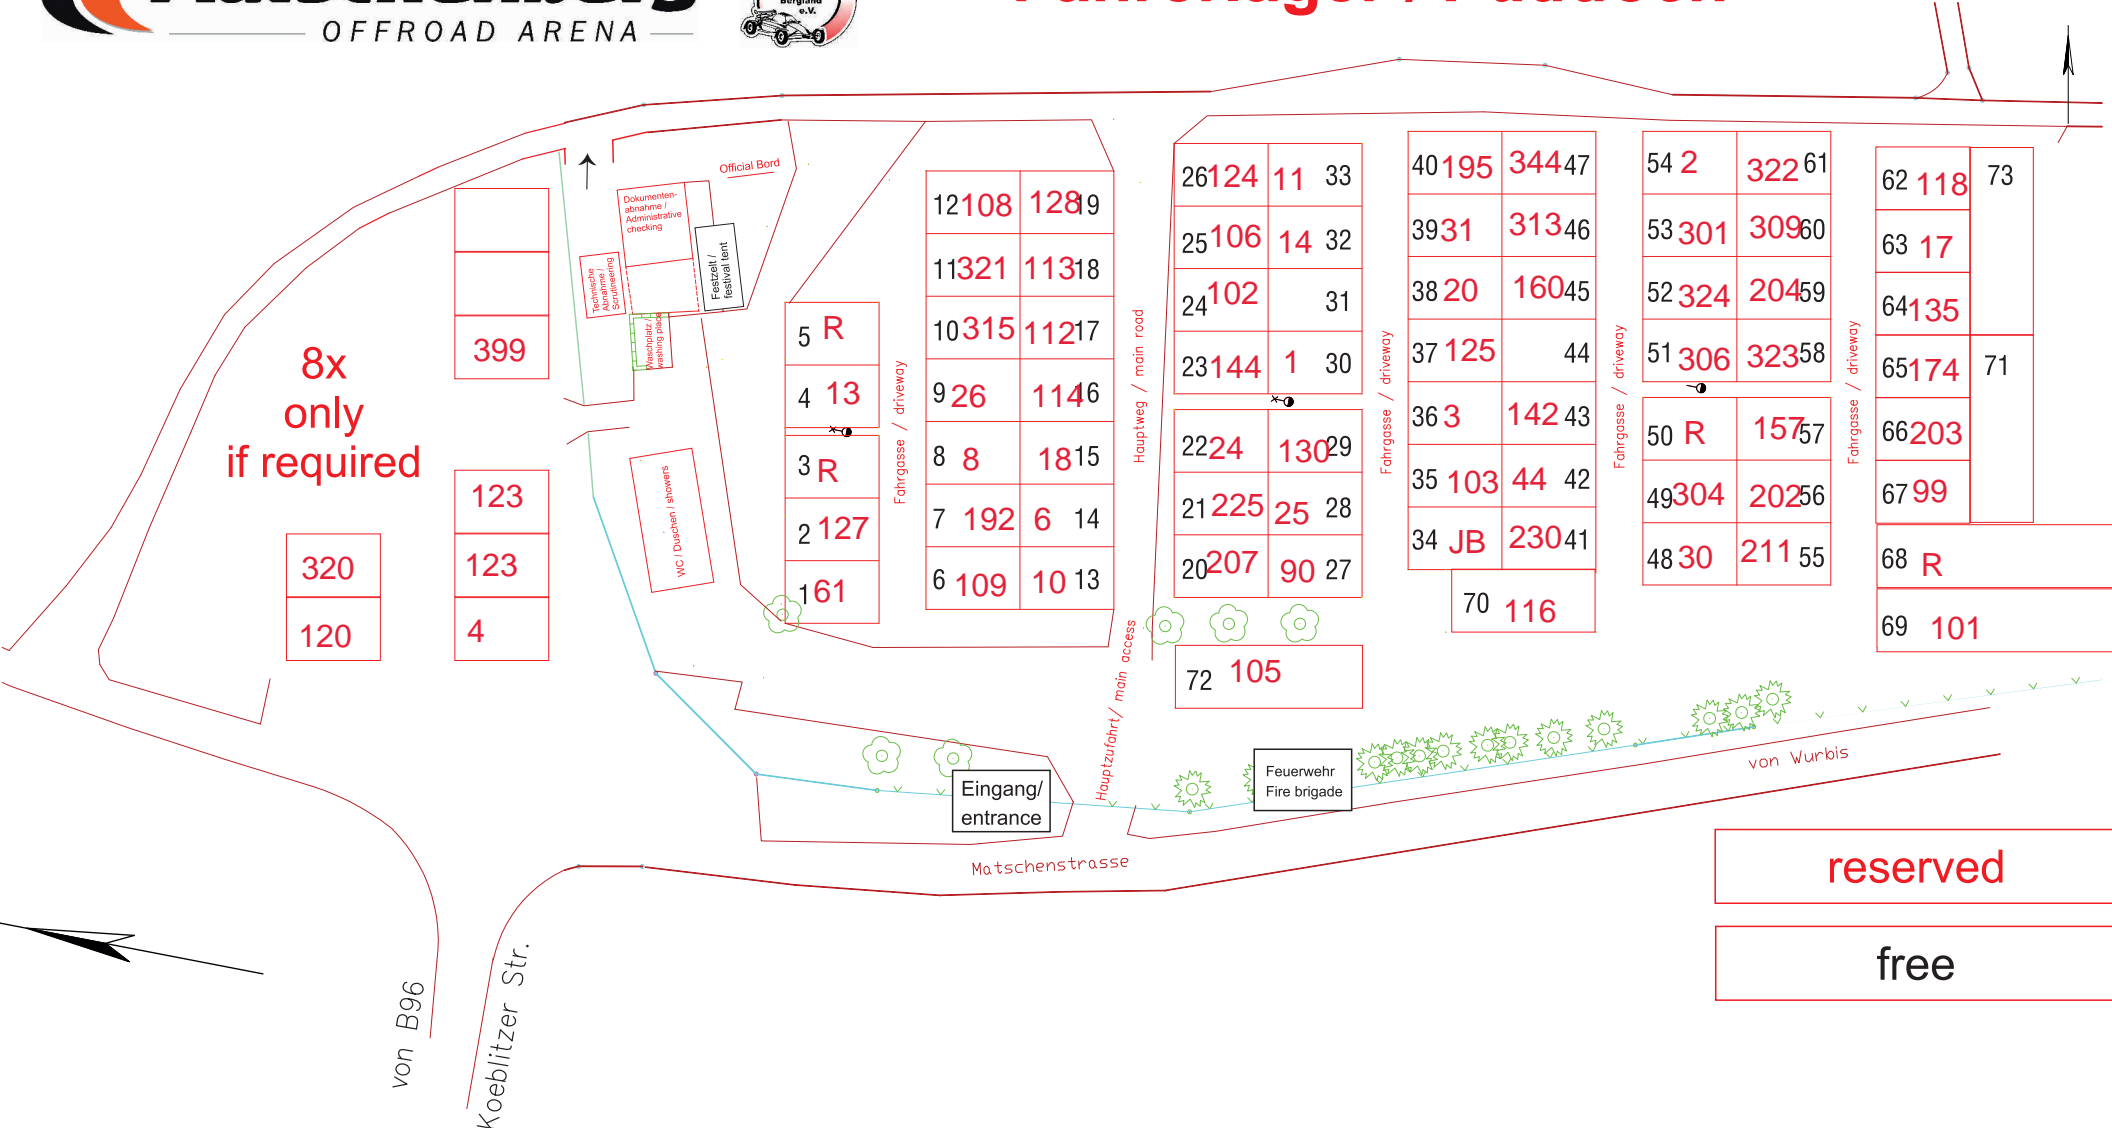 OFFROAD ARENA
Bergland
e.V.
Official Bord
Dokumenten-
abnahme /
Administrative
checking
Technische
Abnahme /
Scrutineering
Festzelt /
festival tent
Waschplatz /
washing place
WC / Duschen / showers
399
8x
only
if required
123
123
4
320
120
5 R
4 13
3 R
2 127
1 61
Fahrgasse / driveway
12 108 128 19
11 321 113 18
10 315 112 17
9 26 114 16
8 8 18 15
7 192 6 14
6 109 10 13
Hauptweg / main road
Hauptzufahrt/ main access
26 124 11 33
25 106 14 32
24 102 31
23 144 1 30
22 24 130 29
21 225 25 28
20 207 90 27
72 105
Fahrgasse / driveway
40 195 344 47
39 31 313 46
38 20 160 45
37 125 44
36 3 142 43
35 103 44 42
34 JB 230 41
70 116
Fahrgasse / driveway
54 2 322 61
53 301 309 60
52 324 204 59
51 306 323 58
50 R 157 57
49 304 202 56
48 30 211 55
Fahrgasse / driveway
62 118 73
63 17
64 135
65 174 71
66 203
67 99
68 R
69 101
Eingang/
entrance
Feuerwehr
Fire brigade
von Wurbis
Matschenstrasse
reserved
free
von B96
Koeblitzer Str.